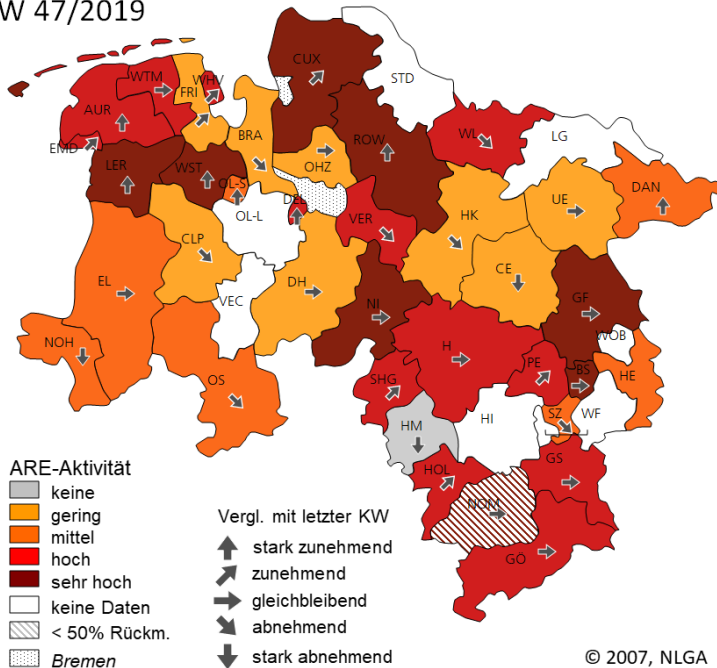 W 47/2019
CUX
STD
WTM
WHV
FRI
AUR
EMD
BRA
ROW
WL
LG
OHZ
LER
WST
OL-S
DEL
VER
OL-L
HK
UE
DAN
CLP
CE
EL
DH
VEC
NI
GF
WOB
NOH
H
PE
BS
HE
OS
SHG
HM
HI
SZ
WF
HOL
GS
NOM
GÖ
ARE-Aktivität
keine
gering
mittel
hoch
sehr hoch
keine Daten
< 50% Rückm.
Bremen
Vergl. mit letzter KW
stark zunehmend
zunehmend
gleichbleibend
abnehmend
stark abnehmend
© 2007, NLGA